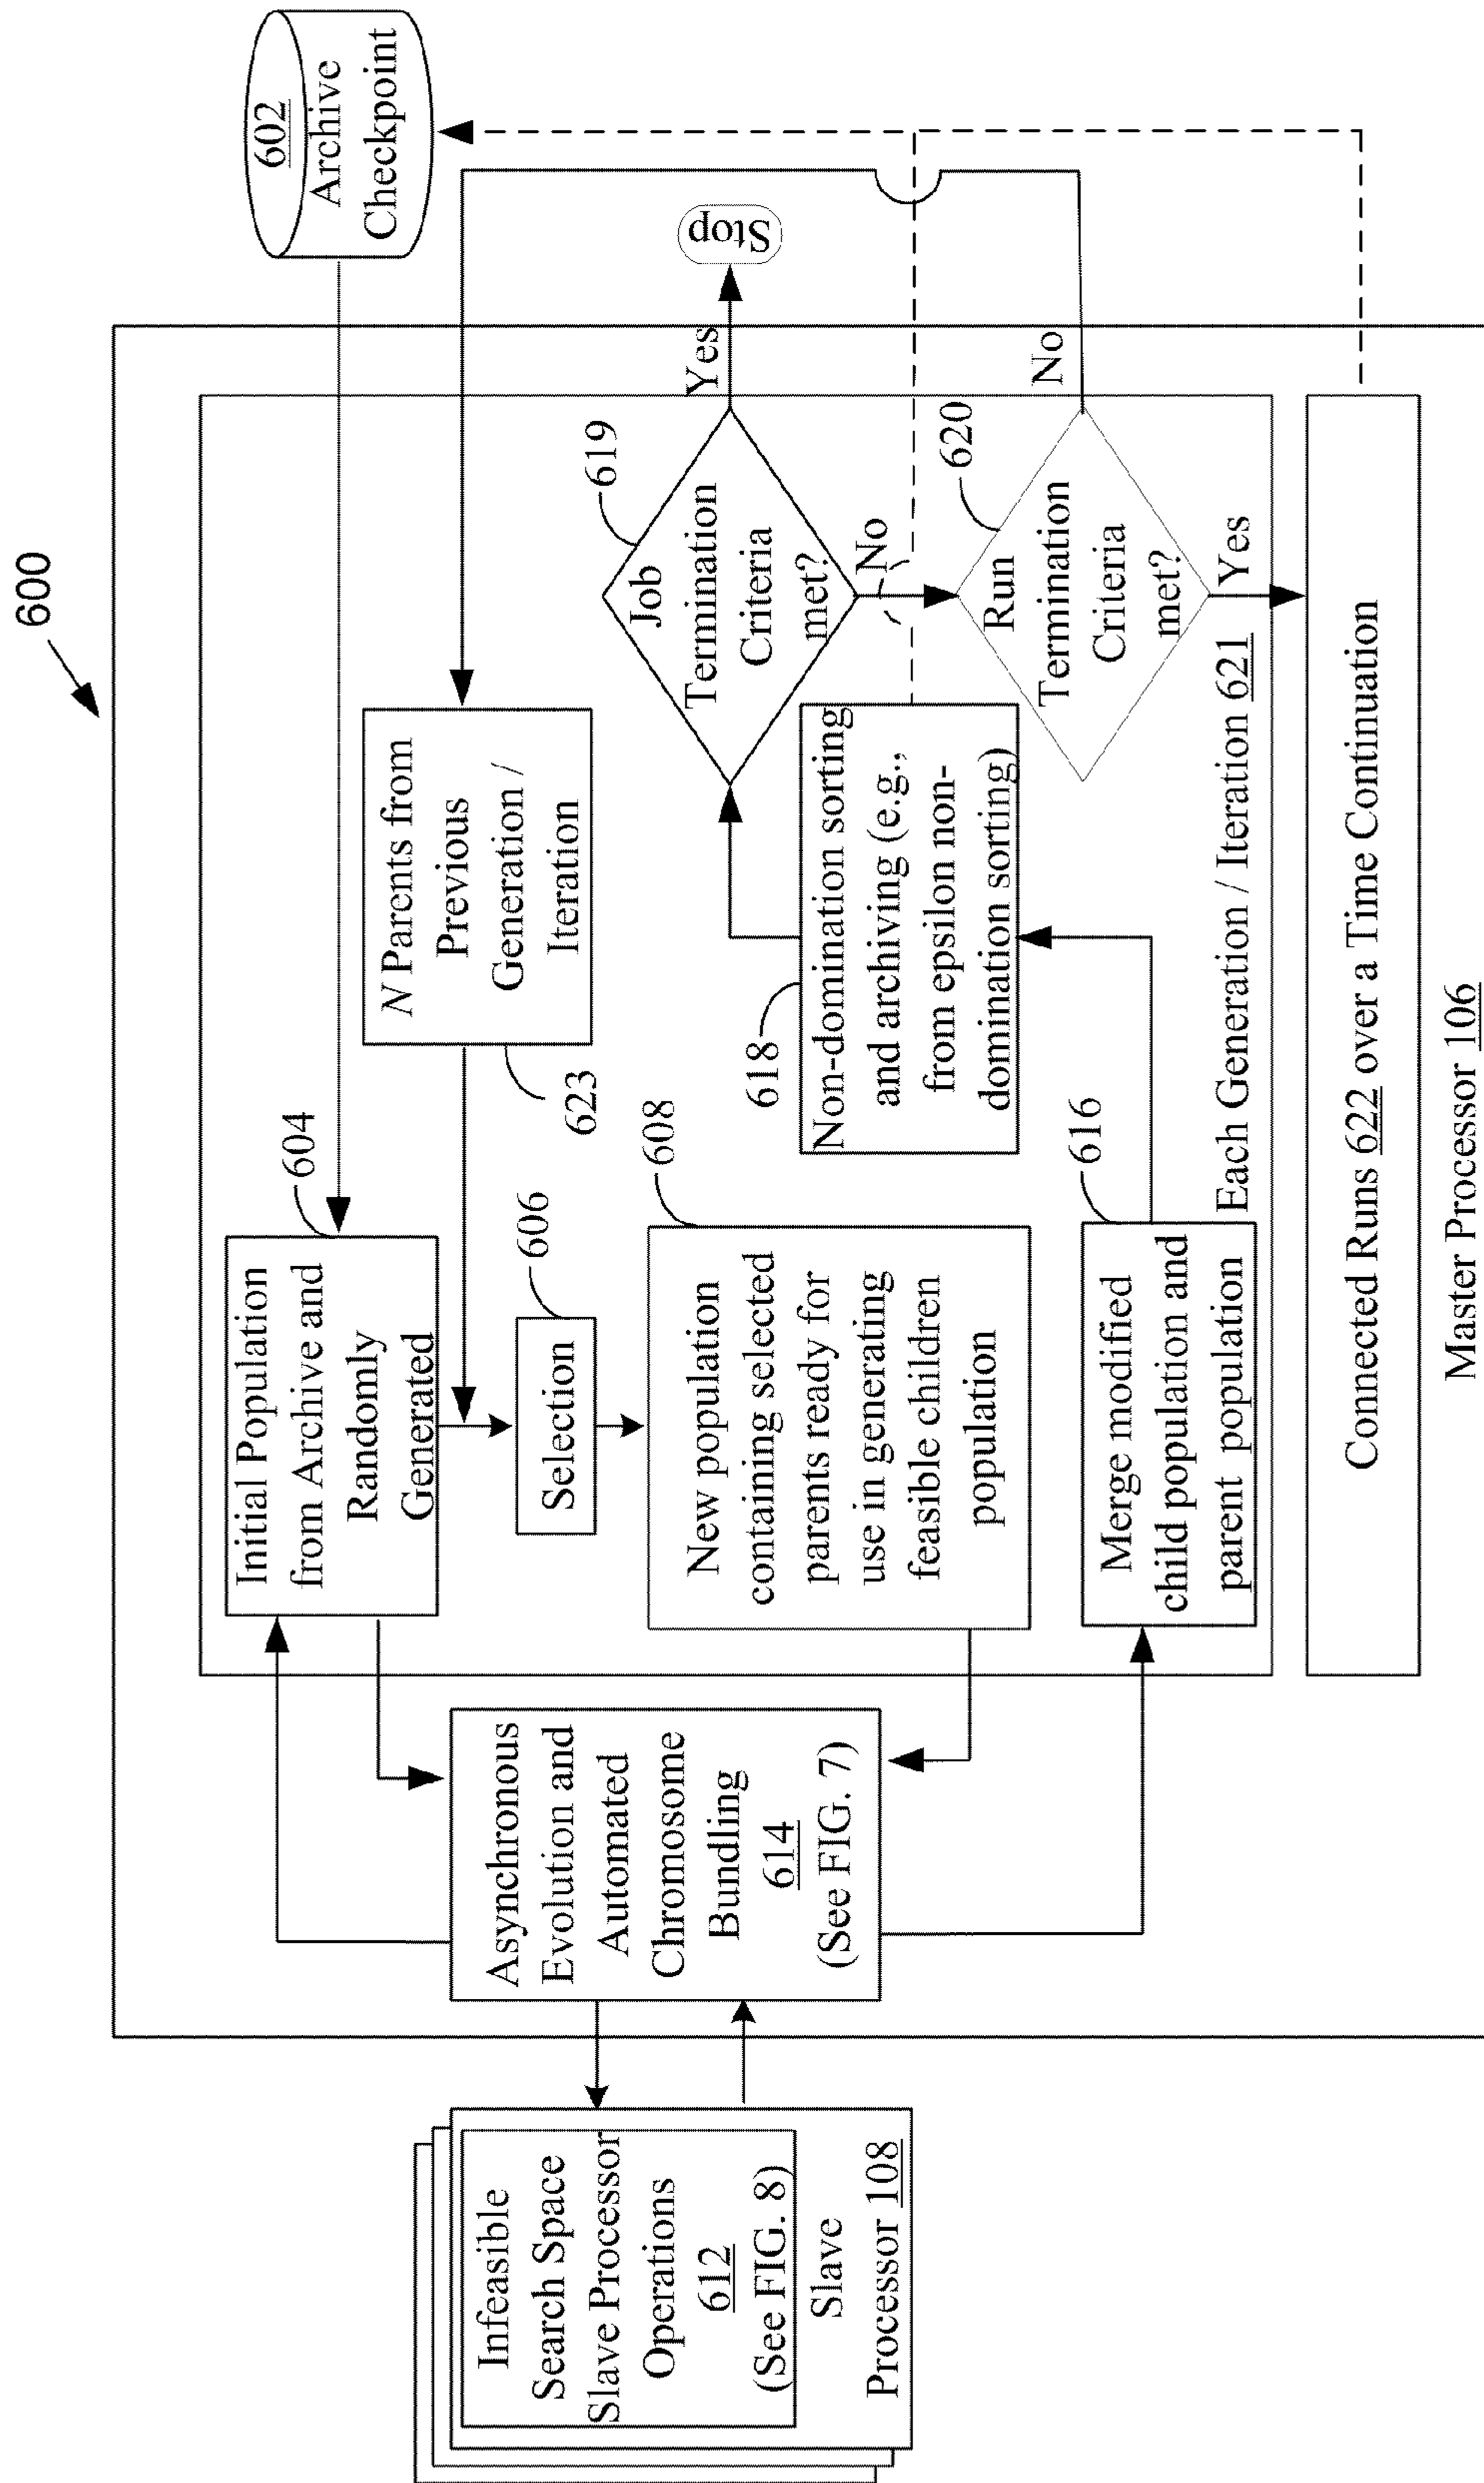 600
602
Archive
Checkpoint
Initial Population
from Archive and
Randomly
Generated
604
N Parents from
Previous
Generation /
Iteration
623
Selection
606
New population
containing selected
parents ready for
use in generating
feasible children
population
608
Infeasible
Search Space
Slave Processor
Operations
612
(See FIG. 8)
Slave
Processor 108
Asynchronous
Evolution and
Automated
Chromosome
Bundling
614
(See FIG. 7)
Merge modified
child population and
parent population
616
Non-domination sorting
and archiving (e.g.,
from epsilon non-
domination sorting)
618
Job
Termination
Criteria
met?
619
Yes
Stop
No
Run
Termination
Criteria
met?
620
No
Yes
Each Generation / Iteration 621
Connected Runs 622 over a Time Continuation
Master Processor 106